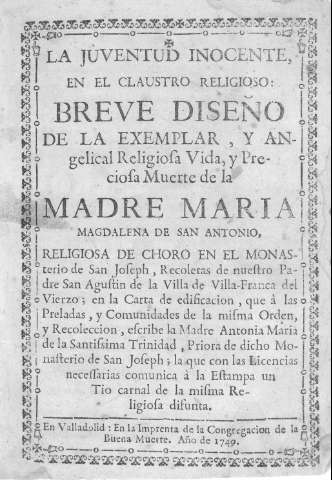 LA JUVENTUD INOCENTE,
EN EL CLAUSTRO RELIGIOSO:
BREVE DISEÑO
DE LA EXEMPLAR, Y AN-
gelical Religiosa Vida, y Pre-
ciosa Muerte de la
MADRE MARIA
MAGDALENA DE SAN ANTONIO,
RELIGIOSA DE CHORO EN EL MONAS-
terio de San Joseph, Recoletas de nuestro Pa-
dre San Agustin de la Villa de Villa-Franca del
Vierzo; en la Carta de edificacion, que à las
Preladas, y Comunidades de la misma Orden,
y Recoleccion, escribe la Madre Antonia Maria
de la Santissima Trinidad, Priora de dicho Mo-
nasterio de San Joseph; la que con las Licencias
necessarias comunica à la Estampa un
Tio carnal de la misma Re-
ligiosa difunta.
En Valladolid: En la Imprenta de la Congregacion de la
Buena Muerte. Año de 1749.